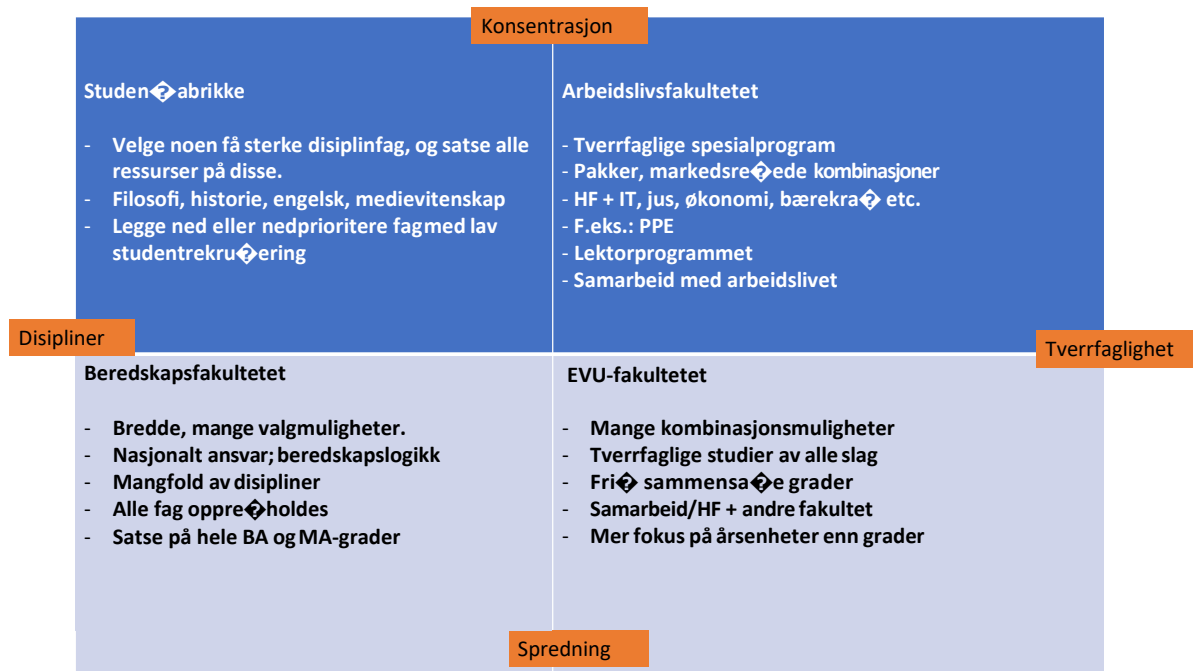 Konsentrasjon
Studen�abrikke
- Velge noen få sterke disiplinfag, og satse alle
ressurser på disse.
- Filosofi, historie, engelsk, medievitenskap
- Legge ned eller nedprioritere fag med lav
studentrekru�ering
Arbeidslivsfakultetet
- Tverrfaglige spesialprogram
- Pakker, markedsre�ede kombinasjoner
- HF + IT, jus, økonomi, bærekra� etc.
- F.eks.: PPE
- Lektorprogrammet
- Samarbeid med arbeidslivet
Disipliner
Tverrfaglighet
Beredskapsfakultetet
- Bredde, mange valgmuligheter.
- Nasjonalt ansvar; beredskapslogikk
- Mangfold av disipliner
- Alle fag oppre�holdes
- Satse på hele BA og MA-grader
EVU-fakultetet
- Mange kombinasjonsmuligheter
- Tverrfaglige studier av alle slag
- Fri� sammensa�e grader
- Samarbeid/HF + andre fakultet
- Mer fokus på årsenheter enn grader
Spredning